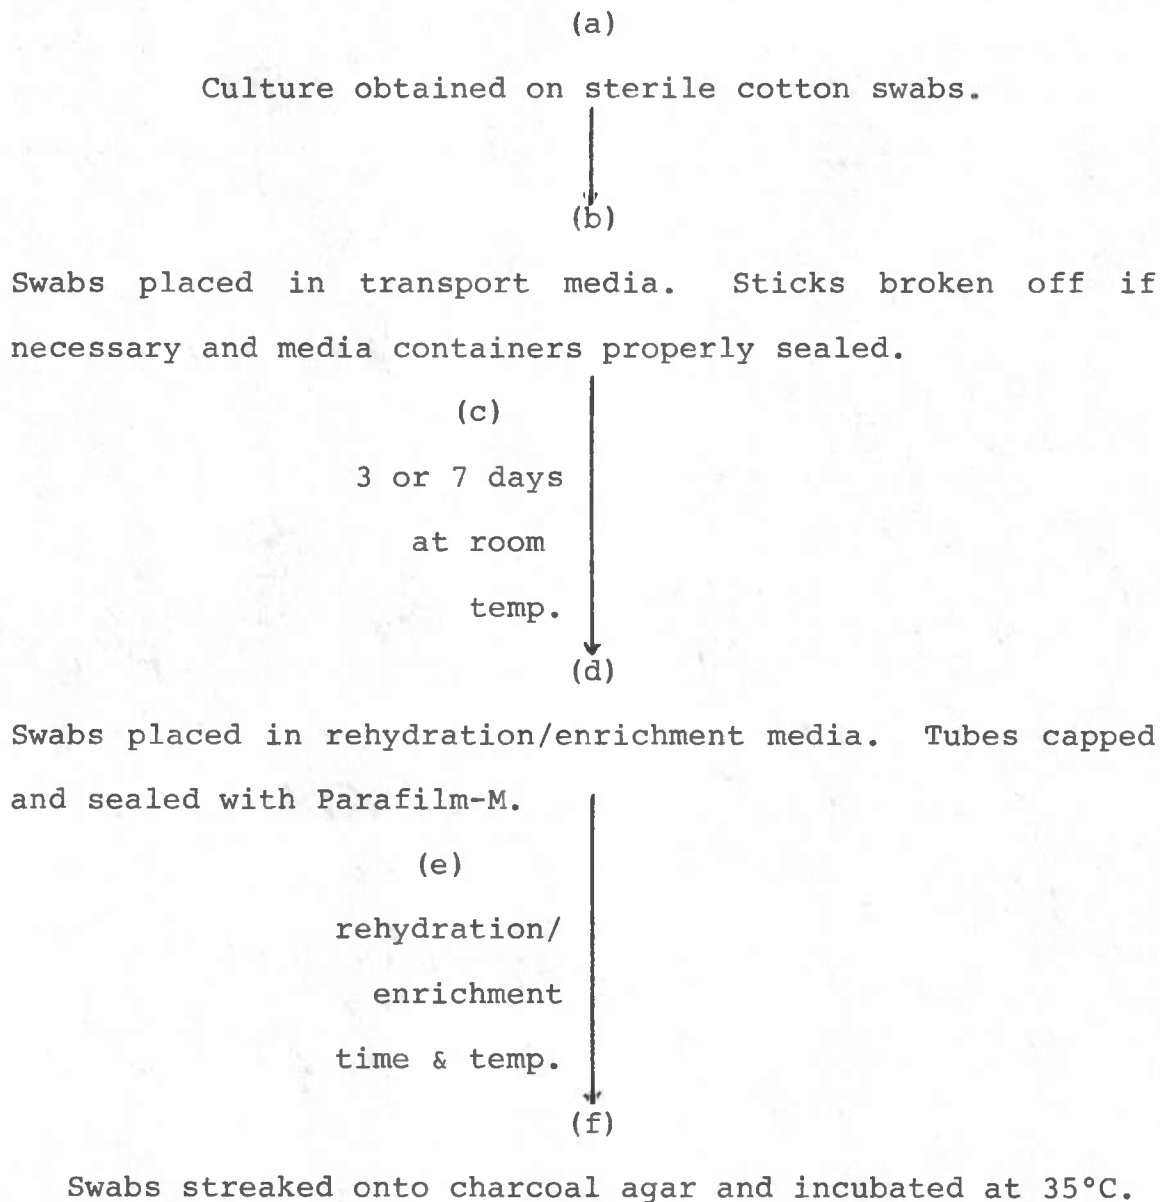 (a)
Culture obtained on sterile cotton swabs.
(b)
Swabs placed in transport media. Sticks broken off if
necessary and media containers properly sealed.
(c)
3 or 7 days
at room
temp.
(d)
Swabs placed in rehydration/enrichment media. Tubes capped
and sealed with Parafilm-M.
(e)
rehydration/
enrichment
time & temp.
(f)
Swabs streaked onto charcoal agar and incubated at 35°C.